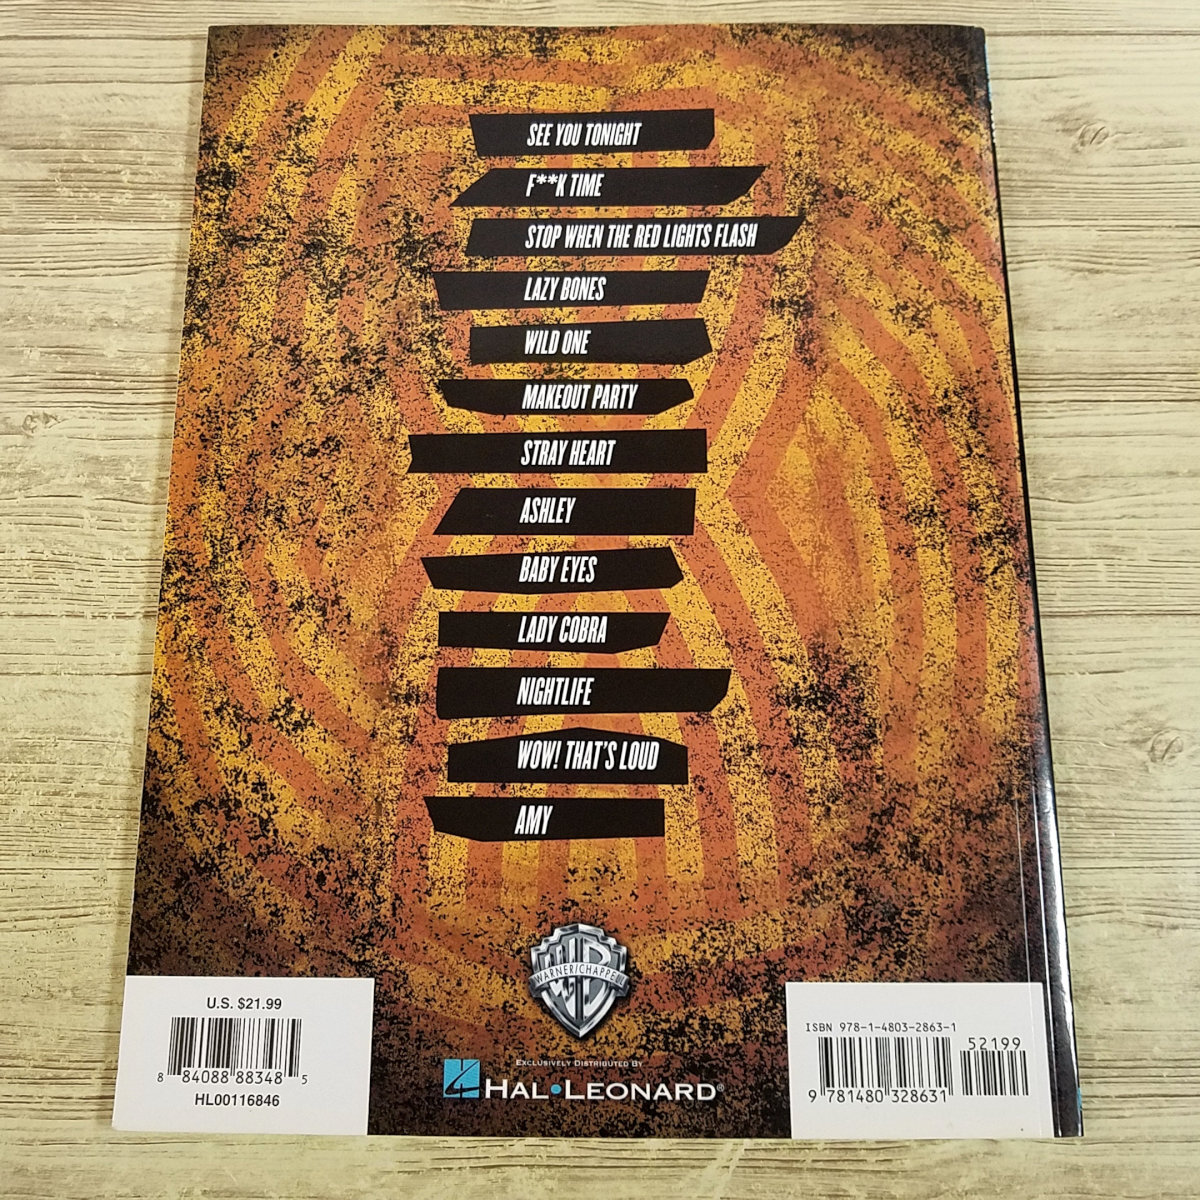 SEE YOU TONIGHT
F**K TIME
STOP WHEN THE RED LIGHTS FLASH
LAZY BONES
WILD ONE
MAKEOUT PARTY
STRAY HEART
ASHLEY
BABY EYES
LADY COBRA
NIGHTLIFE
WOW! THAT'S LOUD
AMY
WB
WARNER/CHAPPELL
EXCLUSIVELY DISTRIBUTED BY
HAL•LEONARD®
U.S. $21.99
8 84088 88348 5
HL00116846
ISBN 978-1-4803-2863-1
52199
9 781480 328631